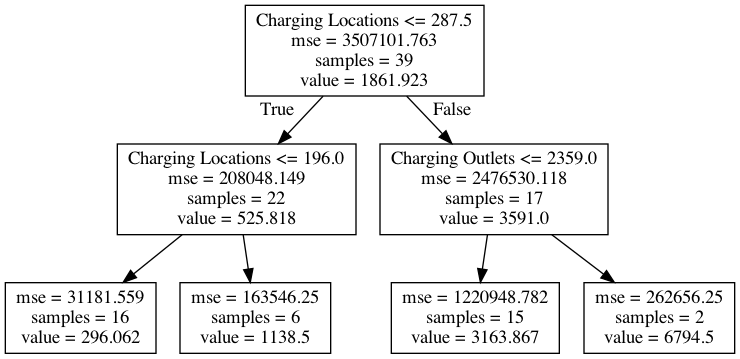 Charging Locations <= 287.5
mse = 3507101.763
samples = 39
value = 1861.923
True
False
Charging Locations <= 196.0
mse = 208048.149
samples = 22
value = 525.818
Charging Outlets <= 2359.0
mse = 2476530.118
samples = 17
value = 3591.0
mse = 31181.559
samples = 16
value = 296.062
mse = 163546.25
samples = 6
value = 1138.5
mse = 1220948.782
samples = 15
value = 3163.867
mse = 262656.25
samples = 2
value = 6794.5